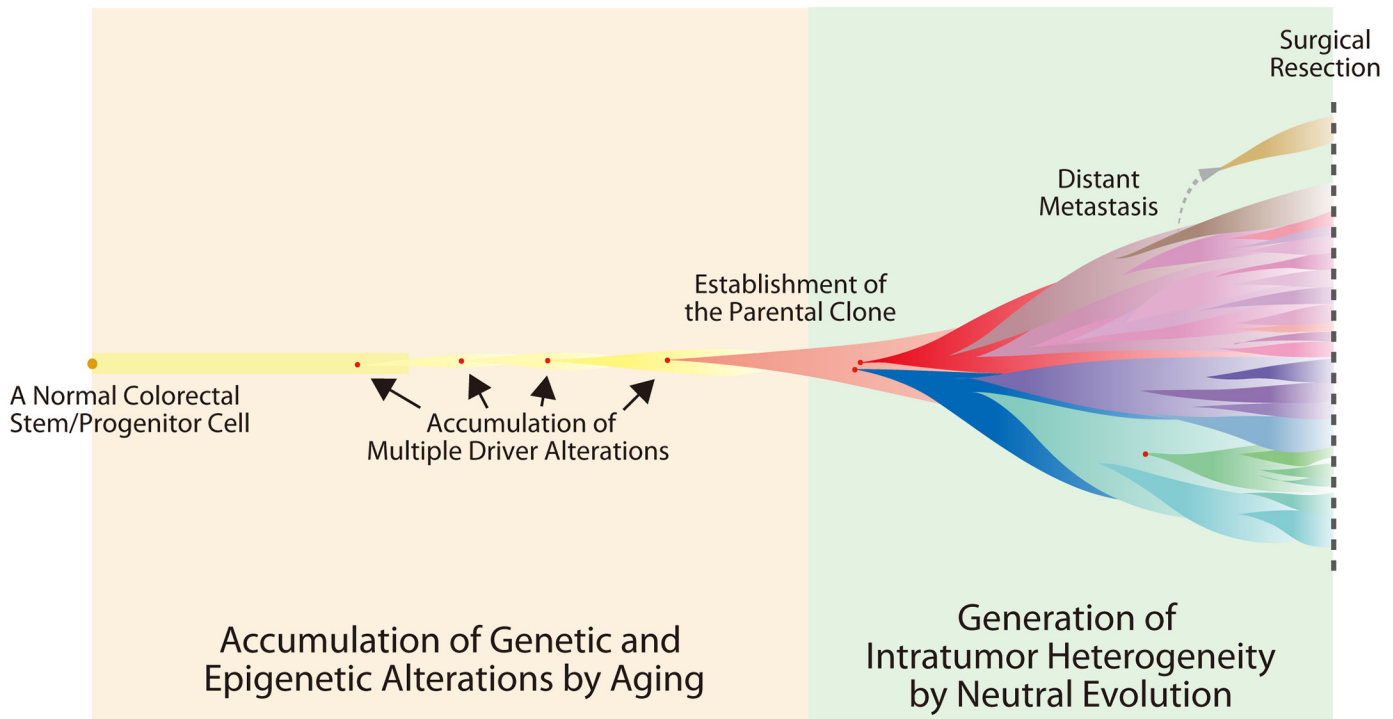 Surgical
Resection
Distant
Metastasis
Establishment of
the Parental Clone
A Normal Colorectal
Stem/Progenitor Cell
Accumulation of
Multiple Driver Alterations
Accumulation of Genetic and
Epigenetic Alterations by Aging
Generation of
Intratumor Heterogeneity
by Neutral Evolution